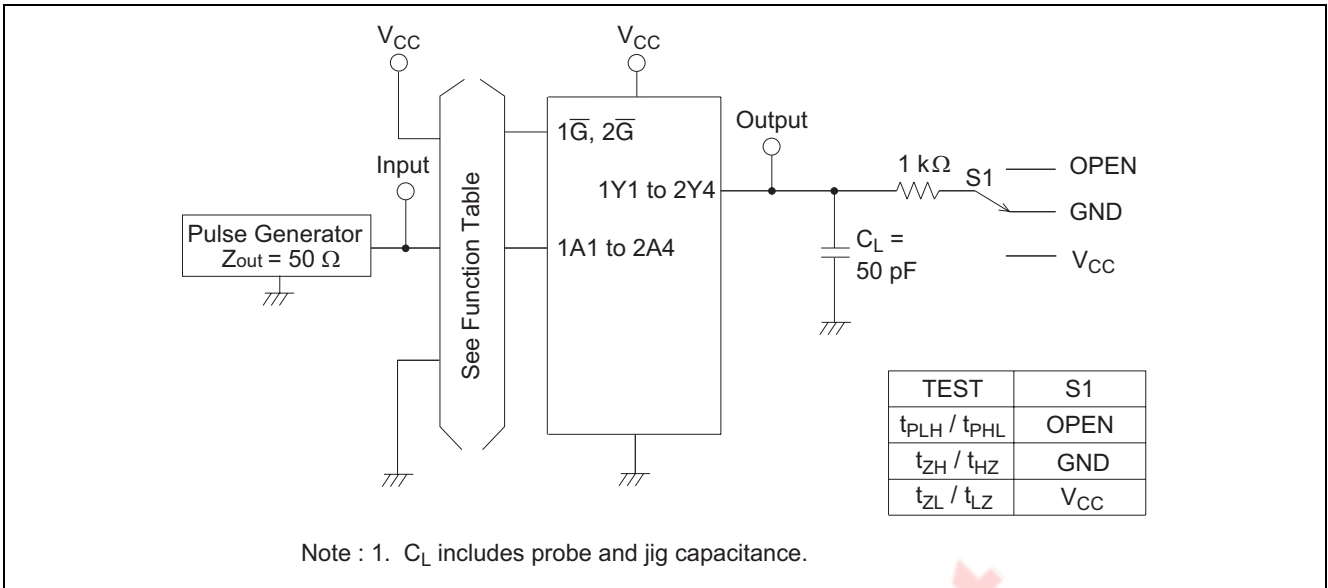 VCC
VCC
Input
Pulse Generator
Zout = 50 Ω
See Function Table
1G̅, 2G̅
1Y1 to 2Y4
1A1 to 2A4
Output
1 kΩ
S1
OPEN
GND
VCC
CL =
50 pF
TEST S1
tPLH / tPHL OPEN
tZH / tHZ GND
tZL / tLZ VCC
Note : 1. CL includes probe and jig capacitance.